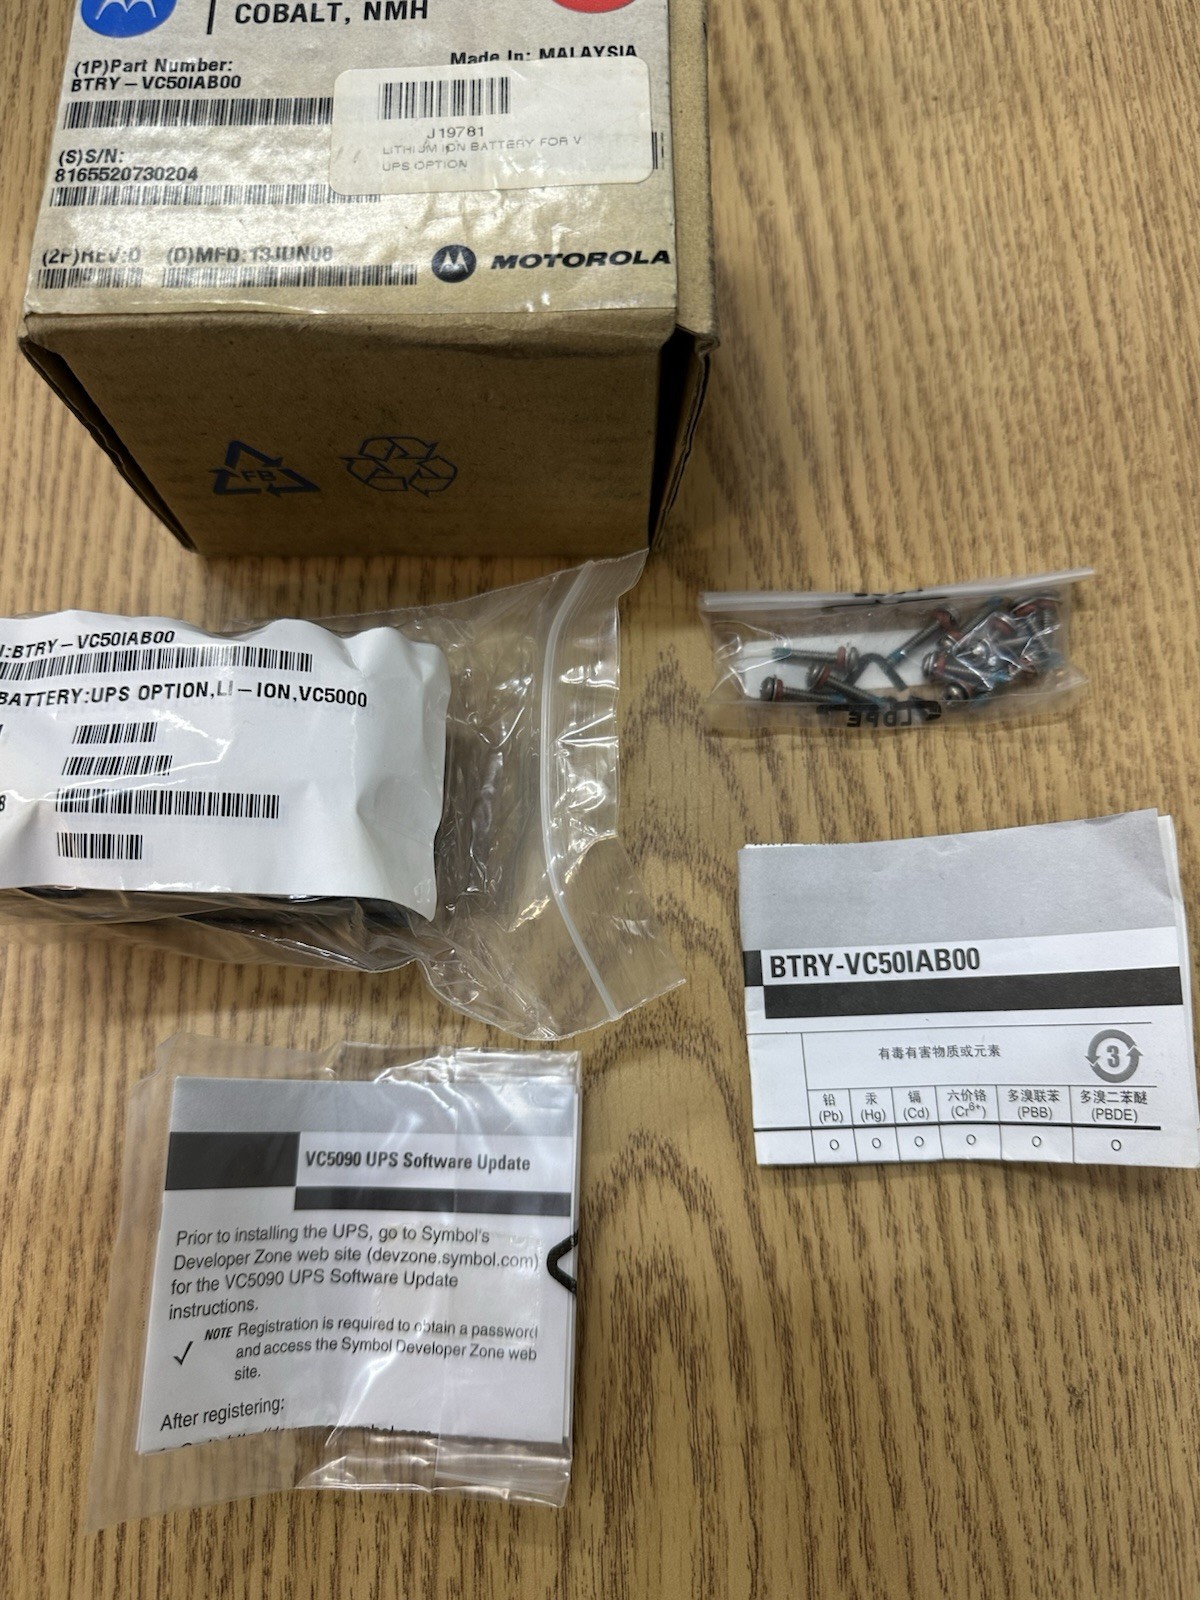 COBALT, NMH
(1P)Part Number:
BTRY-VC50IAB00
Made In: MALAYSIA
J19781
LITHIUM ION BATTERY FOR V
UPS OPTION
(S)S/N:
8165520730204
(2P)REV:D (D)MFD:13JUN08
MOTOROLA
FB
:BTRY-VC50IAB00
BATTERY:UPS OPTION,LI-ION,VC5000
8
LDPE
BTRY-VC50IAB00
有毒有害物质或元素
3
铅 汞 镉 六价铬 多溴联苯 多溴二苯醚
(Pb) (Hg) (Cd) (Cr6+) (PBB) (PBDE)
O O O O O O
VC5090 UPS Software Update
Prior to installing the UPS, go to Symbol's
Developer Zone web site (devzone.symbol.com)
for the VC5090 UPS Software Update
instructions.
NOTE Registration is required to obtain a password
and access the Symbol Developer Zone web
site.
After registering: